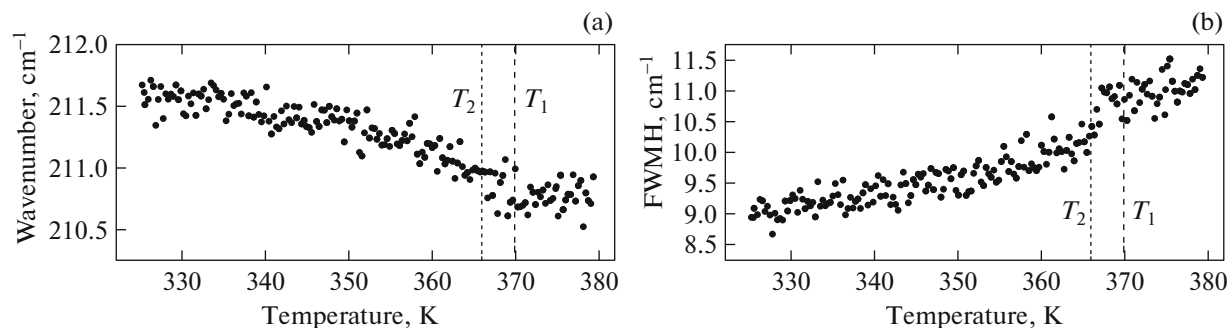 (a)
212.0
211.5
211.0
210.5
Wavenumber, cm⁻¹
T₂ T₁
330 340 350 360 370 380
Temperature, K
(b)
11.5
11.0
10.5
10.0
9.5
9.0
8.5
FWMH, cm⁻¹
T₂ T₁
330 340 350 360 370 380
Temperature, K